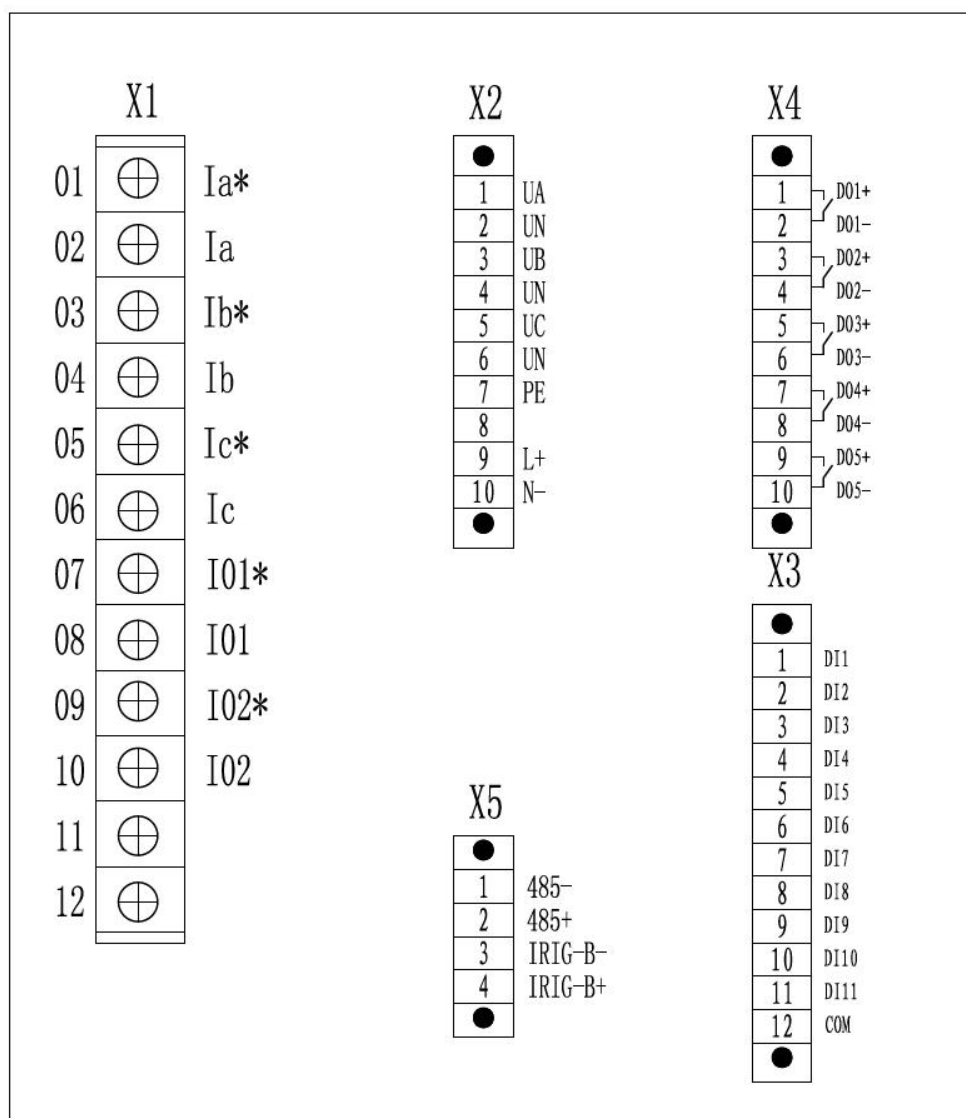 X1
01 Ia*
02 Ia
03 Ib*
04 Ib
05 Ic*
06 Ic
07 I01*
08 I01
09 I02*
10 I02
11
12
X2
1 UA
2 UN
3 UB
4 UN
5 UC
6 UN
7 PE
8
9 L+
10 N-
X5
1 485-
2 485+
3 IRIG-B-
4 IRIG-B+
X4
1 D01+
2 D01-
3 D02+
4 D02-
5 D03+
6 D03-
7 D04+
8 D04-
9 D05+
10 D05-
X3
1 DI1
2 DI2
3 DI3
4 DI4
5 DI5
6 DI6
7 DI7
8 DI8
9 DI9
10 DI10
11 DI11
12 COM